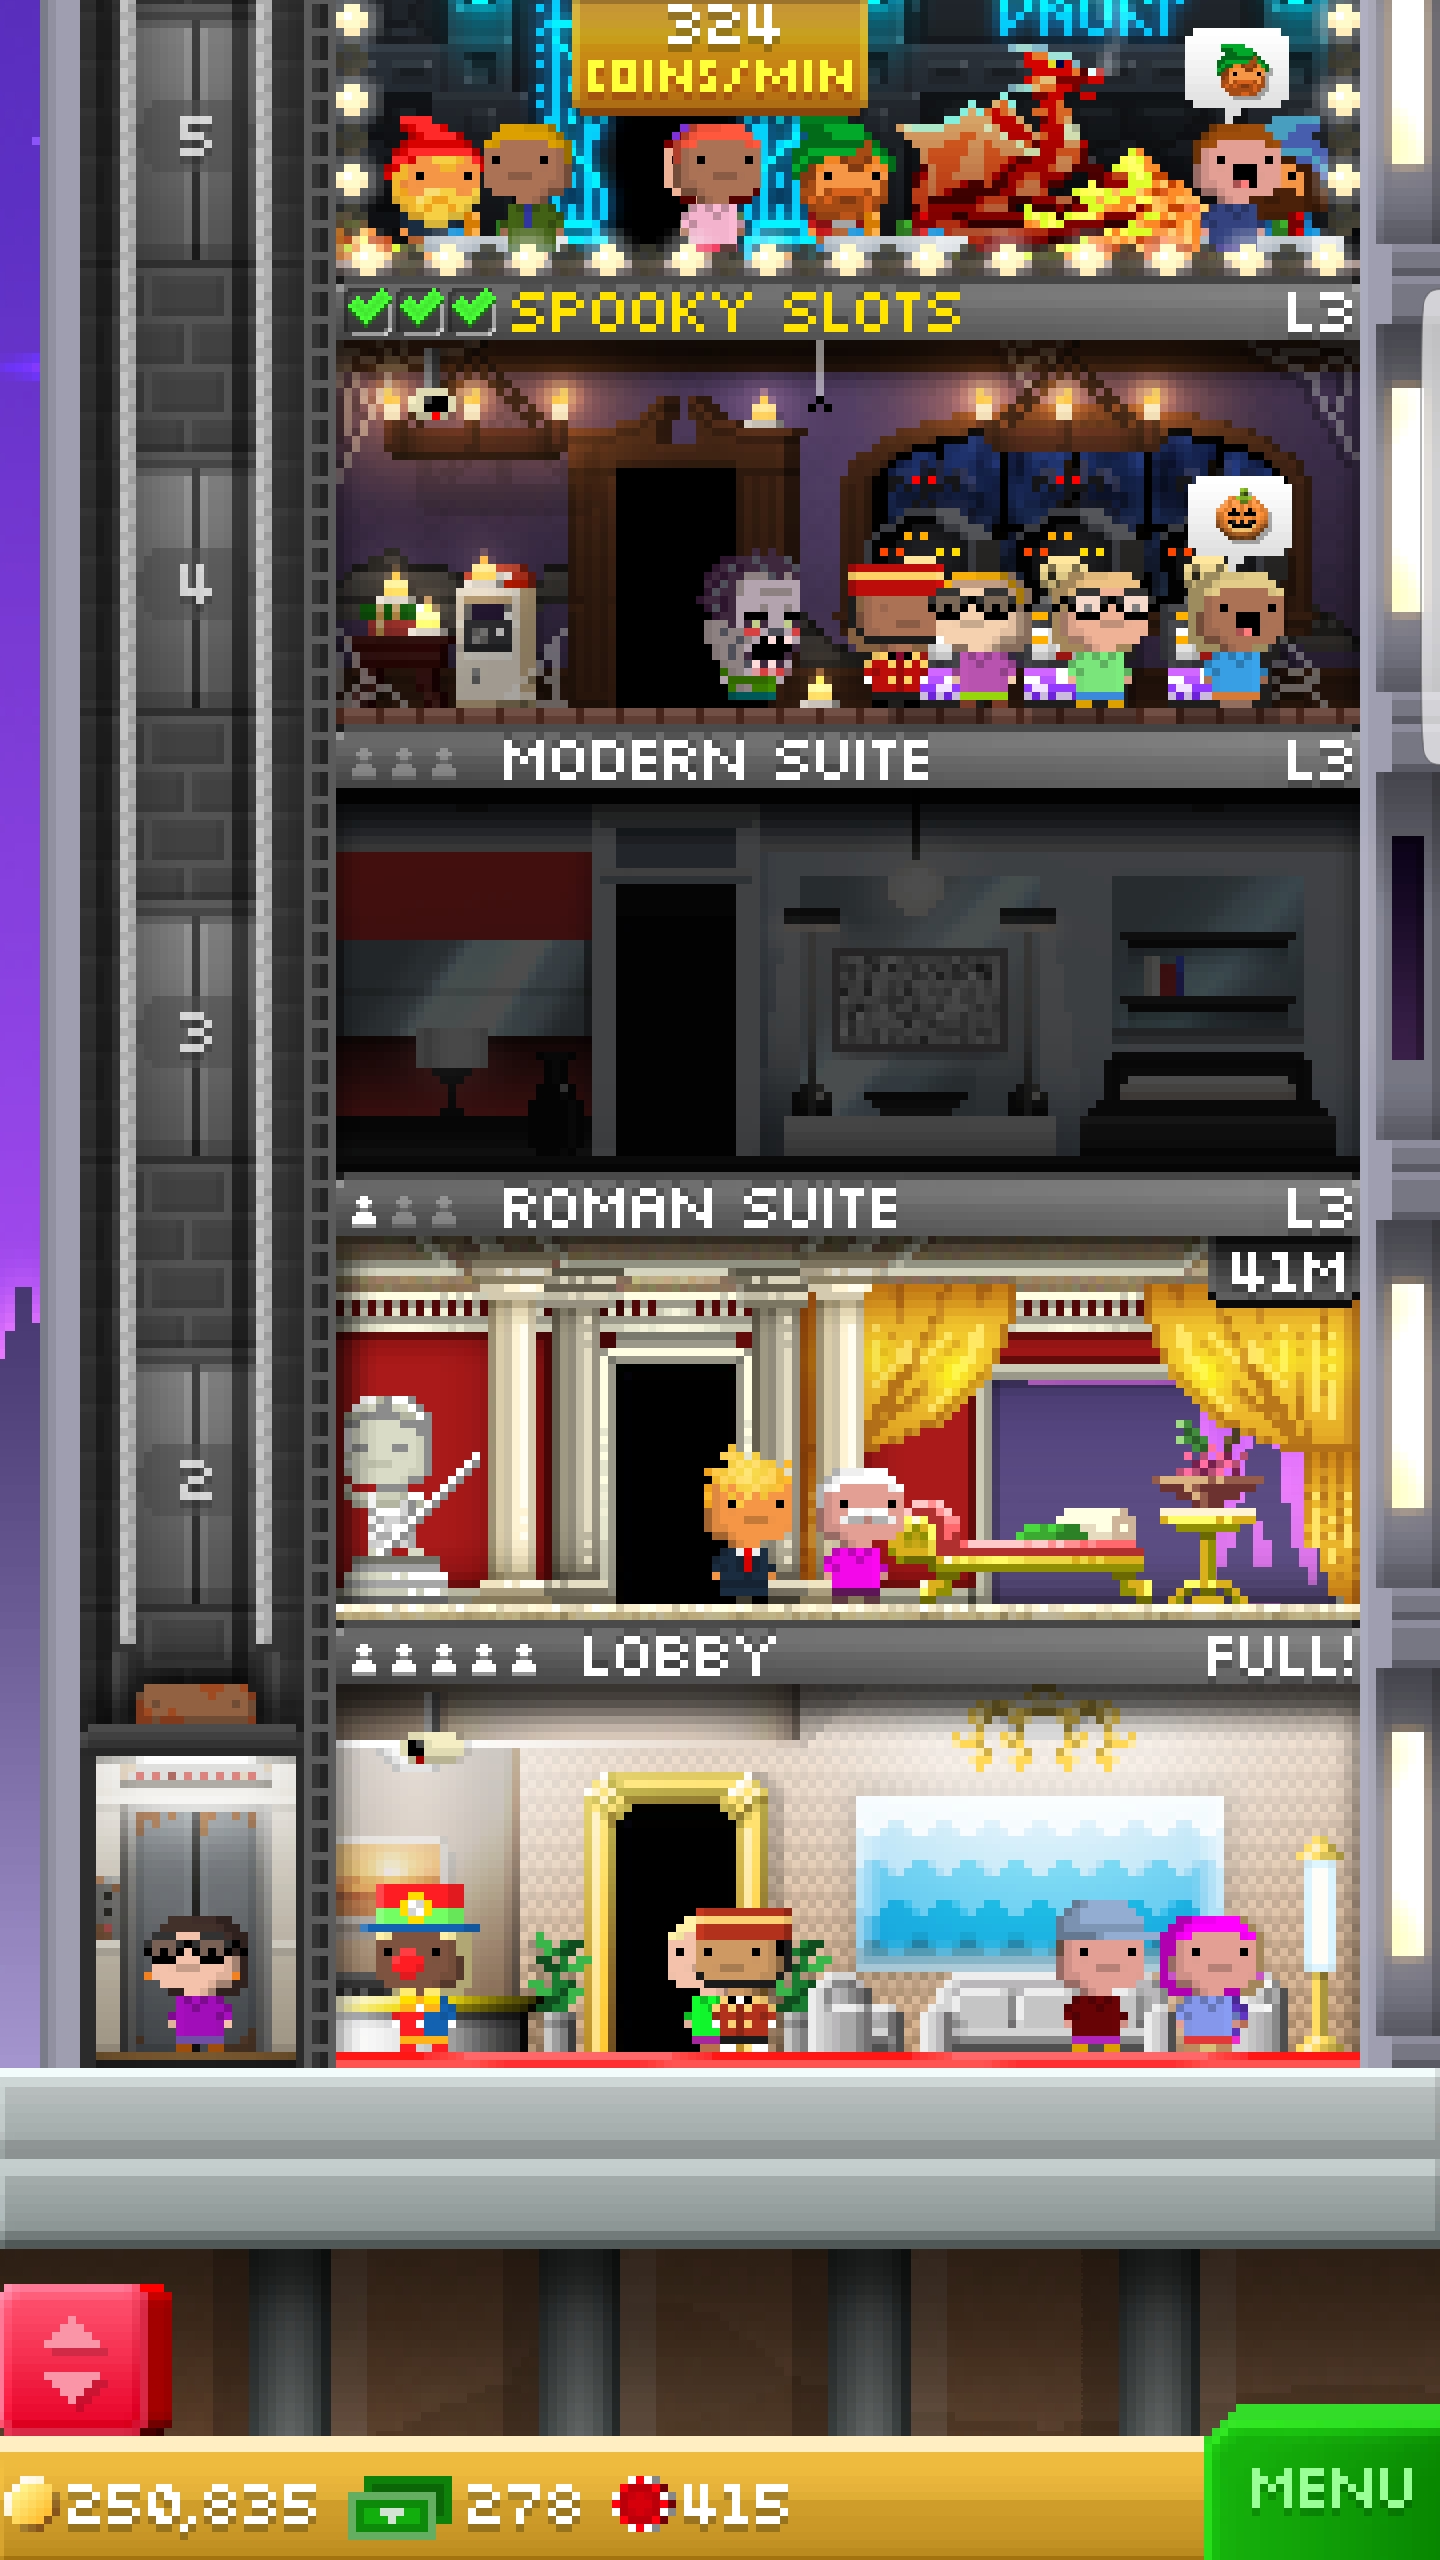 324
COINS/MIN
5
SPOOKY SLOTS L3
4
MODERN SUITE L3
3
ROMAN SUITE L3
41M
2
LOBBY FULL!
250,835 278 415
MENU